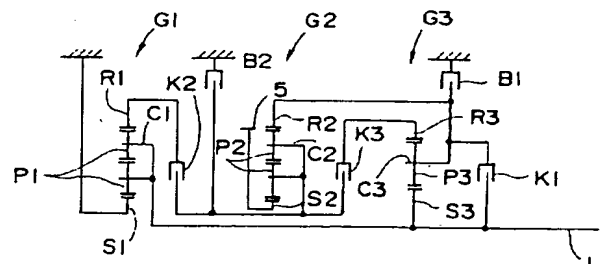 G1 G2 G3
B2 B1
R1 C1 K2 5 R2 K3 R3
P1 P2 C2 C3 P3 K1
S1 S2 S3
1